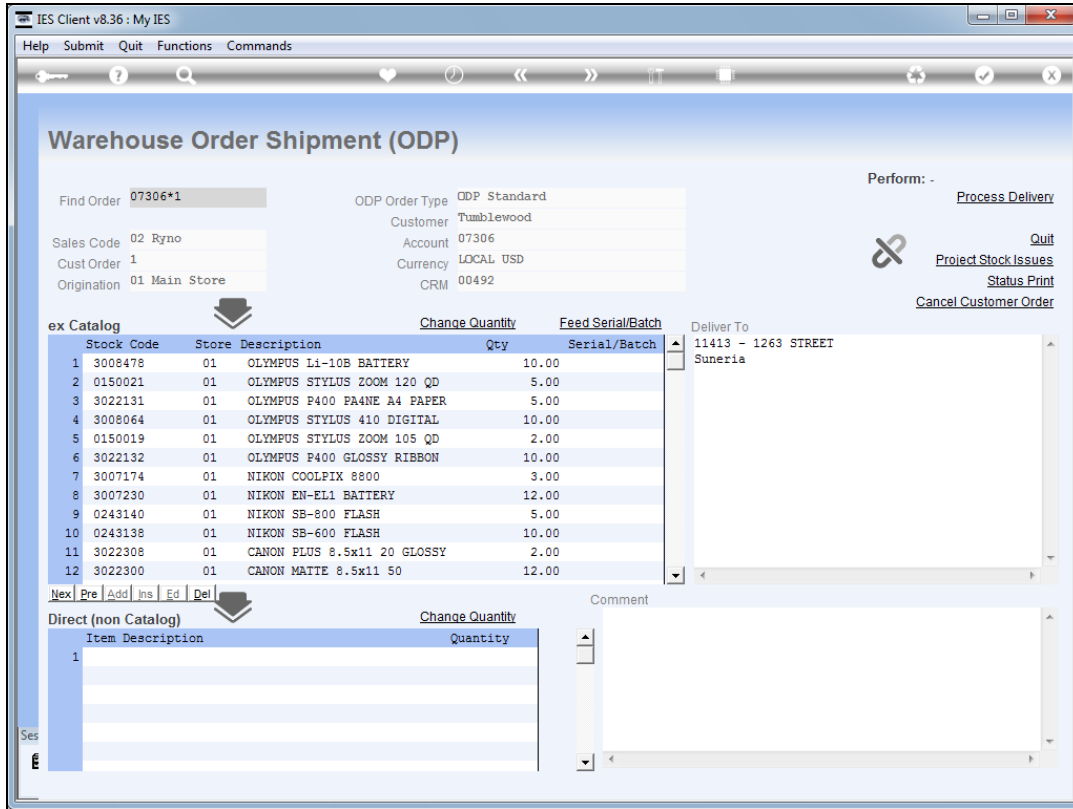 IES Client v8.36 : My IES
Help Submit Quit Functions Commands
Warehouse Order Shipment (ODP)
Perform: -
Find Order 07306*1
ODP Order Type ODP Standard
Process Delivery
Customer Tumblewood
Sales Code 02 Ryno
Account 07306
Quit
Cust Order 1
Currency LOCAL USD
Project Stock Issues
Origination 01 Main Store
CRM 00492
Status Print
Cancel Customer Order
ex Catalog
Change Quantity
Feed Serial/Batch
Deliver To
Stock Code Store Description Qty Serial/Batch
11413 - 1263 STREET
Suneria
1 3008478 01 OLYMPUS Li-10B BATTERY 10.00
2 0150021 01 OLYMPUS STYLUS ZOOM 120 QD 5.00
3 3022131 01 OLYMPUS P400 PA4NE A4 PAPER 5.00
4 3008064 01 OLYMPUS STYLUS 410 DIGITAL 10.00
5 0150019 01 OLYMPUS STYLUS ZOOM 105 QD 2.00
6 3022132 01 OLYMPUS P400 GLOSSY RIBBON 10.00
7 3007174 01 NIKON COOLPIX 8800 3.00
8 3007230 01 NIKON EN-EL1 BATTERY 12.00
9 0243140 01 NIKON SB-800 FLASH 5.00
10 0243138 01 NIKON SB-600 FLASH 10.00
11 3022308 01 CANON PLUS 8.5x11 20 GLOSSY 2.00
12 3022300 01 CANON MATTE 8.5x11 50 12.00
Nex Pre Add Ins Ed Del
Comment
Direct (non Catalog)
Change Quantity
Item Description Quantity
1
Ses